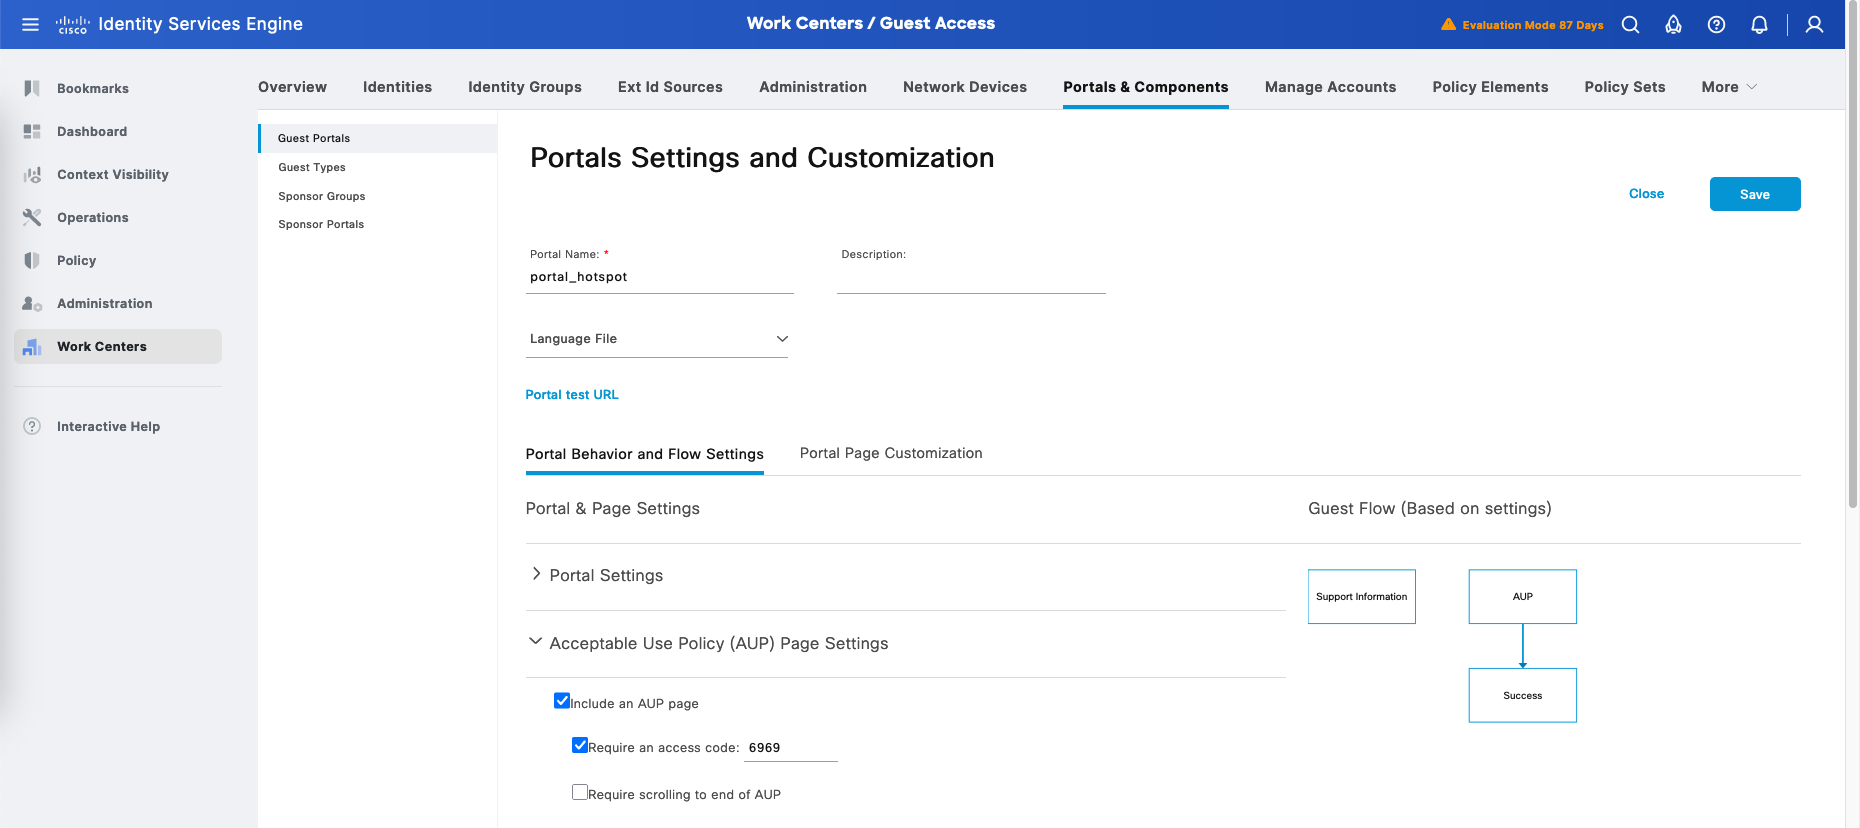 CISCO Identity Services Engine
Work Centers / Guest Access
Evaluation Mode 87 Days
Bookmarks
Dashboard
Context Visibility
Operations
Policy
Administration
Work Centers
Interactive Help
Overview Identities Identity Groups Ext Id Sources Administration Network Devices Portals & Components Manage Accounts Policy Elements Policy Sets More
Guest Portals
Guest Types
Sponsor Groups
Sponsor Portals
Portals Settings and Customization
Close Save
Portal Name: * Description:
portal_hotspot
Language File
Portal test URL
Portal Behavior and Flow Settings Portal Page Customization
Portal & Page Settings
Portal Settings
Acceptable Use Policy (AUP) Page Settings
Include an AUP page
Require an access code: 6969
Require scrolling to end of AUP
Guest Flow (Based on settings)
Support Information AUP
Success